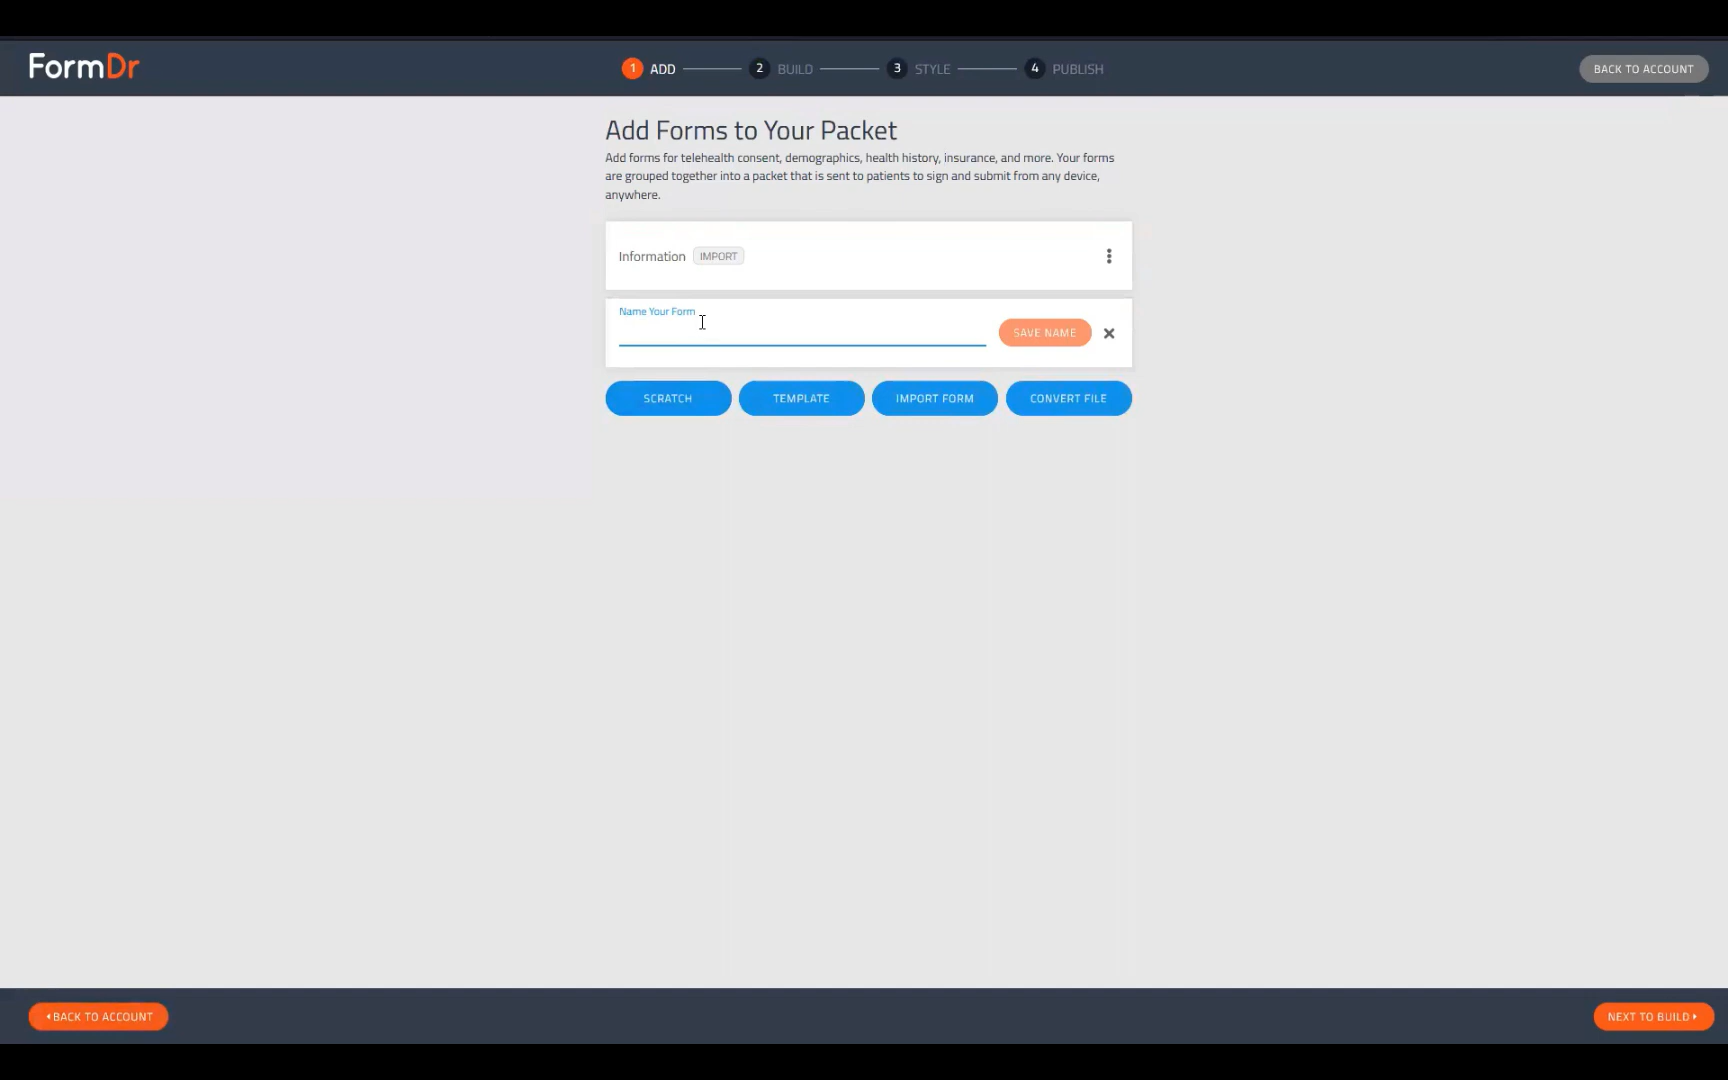 FormDr
1 ADD
2 BUILD
3 STYLE
4 PUBLISH
BACK TO ACCOUNT
Add Forms to Your Packet
Add forms for telehealth consent, demographics, health history, insurance, and more. Your forms
are grouped together into a packet that is sent to patients to sign and submit from any device,
anywhere.
Information IMPORT
Name Your Form
SAVE NAME
SCRATCH
TEMPLATE
IMPORT FORM
CONVERT FILE
BACK TO ACCOUNT
NEXT TO BUILD